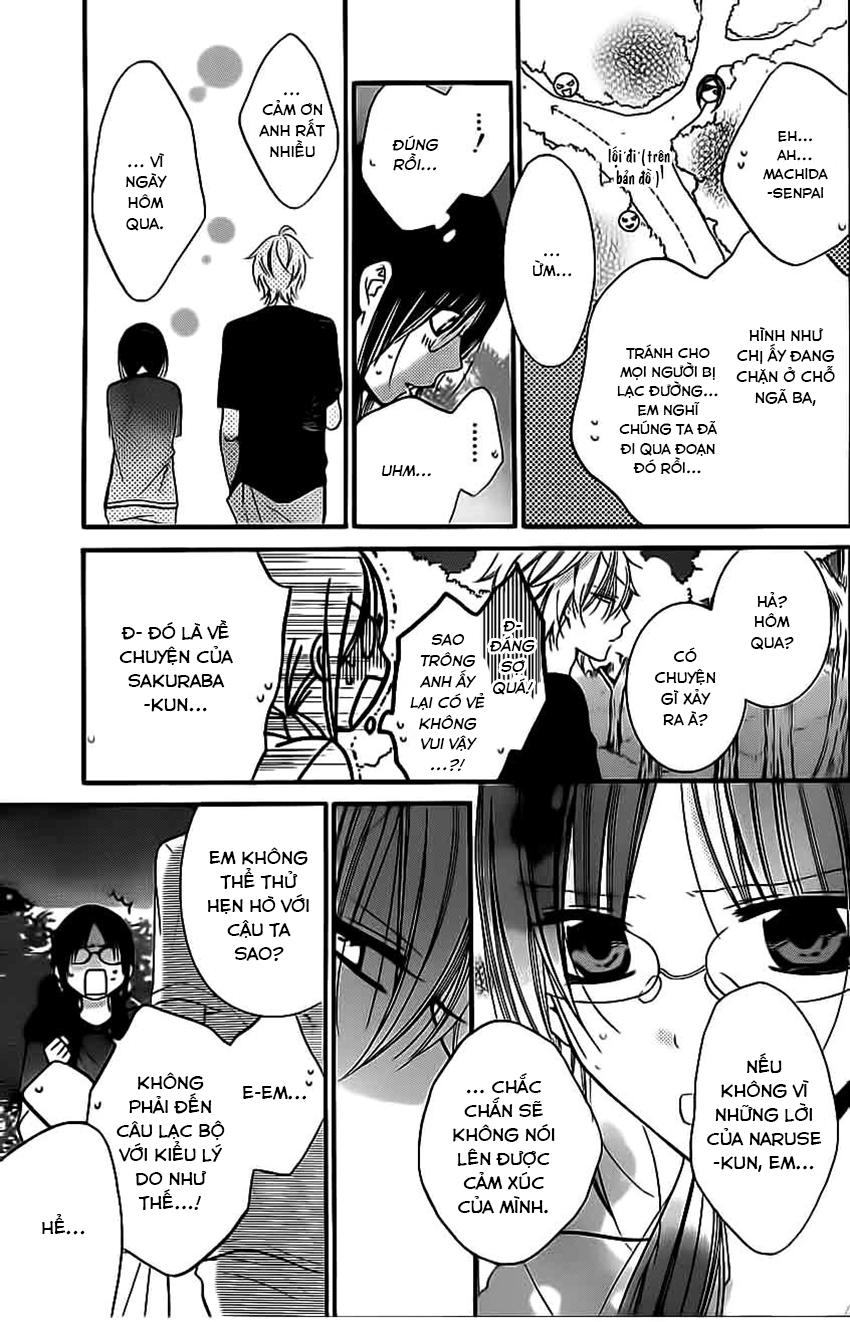 EH...
AH...
MACHIDA
-SENPAI
lội đi (trên
bản đồ)
HÌNH NHƯ
CHỊ ẤY ĐANG
CHẶN Ở CHỖ
NGÃ BA,
TRÁNH CHO
MỌI NGƯỜI BỊ
LẠC ĐƯỜNG...
EM NGHĨ
CHÚNG TA ĐÃ
ĐI QUA ĐOẠN
ĐÓ RỒI...
...
ỪM...
......!
ĐÚNG
RỒI...
......
UHM...
...
CẢM ƠN
ANH RẤT
NHIỀU
... VÌ
NGÀY
HÔM
QUA.
HẢ?
HÔM
QUA?
CÓ
CHUYỆN
GÌ XẢY
RA À?
Đ-
ĐÁNG
SỢ
QUÁ!
SAO
TRÔNG
ANH ẤY
LẠI CÓ VẺ
KHÔNG
VUI VẬY
...?!
Đ- ĐÓ LÀ VỀ
CHUYỆN CỦA
SAKURABA
-KUN...
NẾU
KHÔNG VÌ
NHỮNG LỜI
CỦA NARUSE
-KUN, EM...
... CHẮC
CHẮN SẼ
KHÔNG NÓI
LÊN ĐƯỢC
CẢM XÚC
CỦA MÌNH.
EM KHÔNG
THỂ THỬ
HẸN HÒ VỚI
CẬU TA
SAO?
E-EM...
KHÔNG
PHẢI ĐẾN
CÂU LẠC BỘ
VỚI KIỂU LÝ
DO NHƯ
THẾ...!
HỂ...